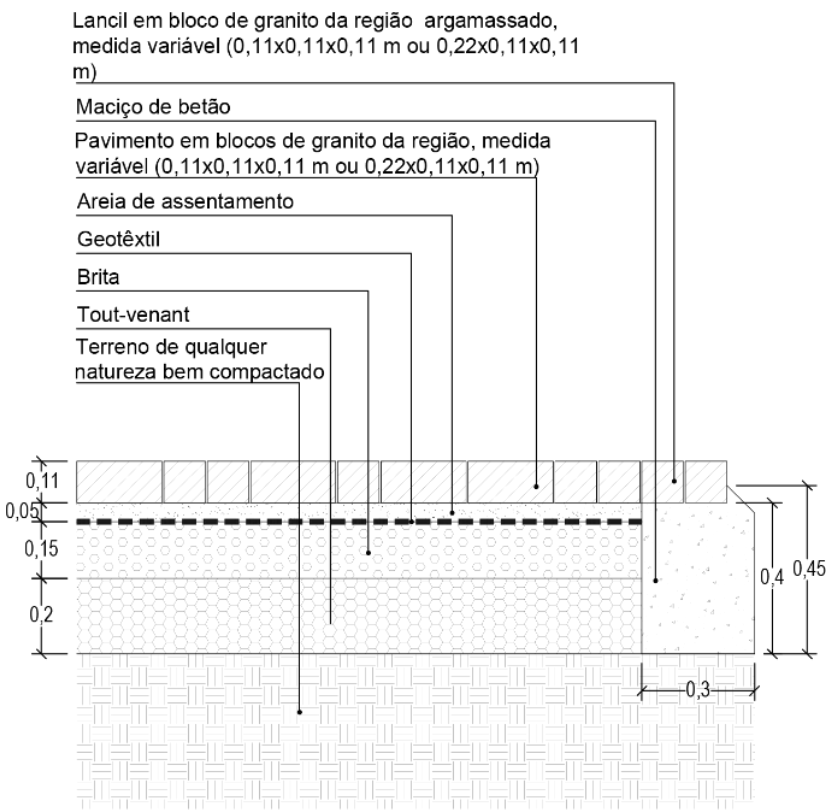 Lancil em bloco de granito da região argamassado,
medida variável (0,11x0,11x0,11 m ou 0,22x0,11x0,11
m)
Maciço de betão
Pavimento em blocos de granito da região, medida
variável (0,11x0,11x0,11 m ou 0,22x0,11x0,11 m)
Areia de assentamento
Geotêxtil
Brita
Tout-venant
Terreno de qualquer
natureza bem compactado
0,11
0,05
0,15
0,2
0,4
0,45
0,3